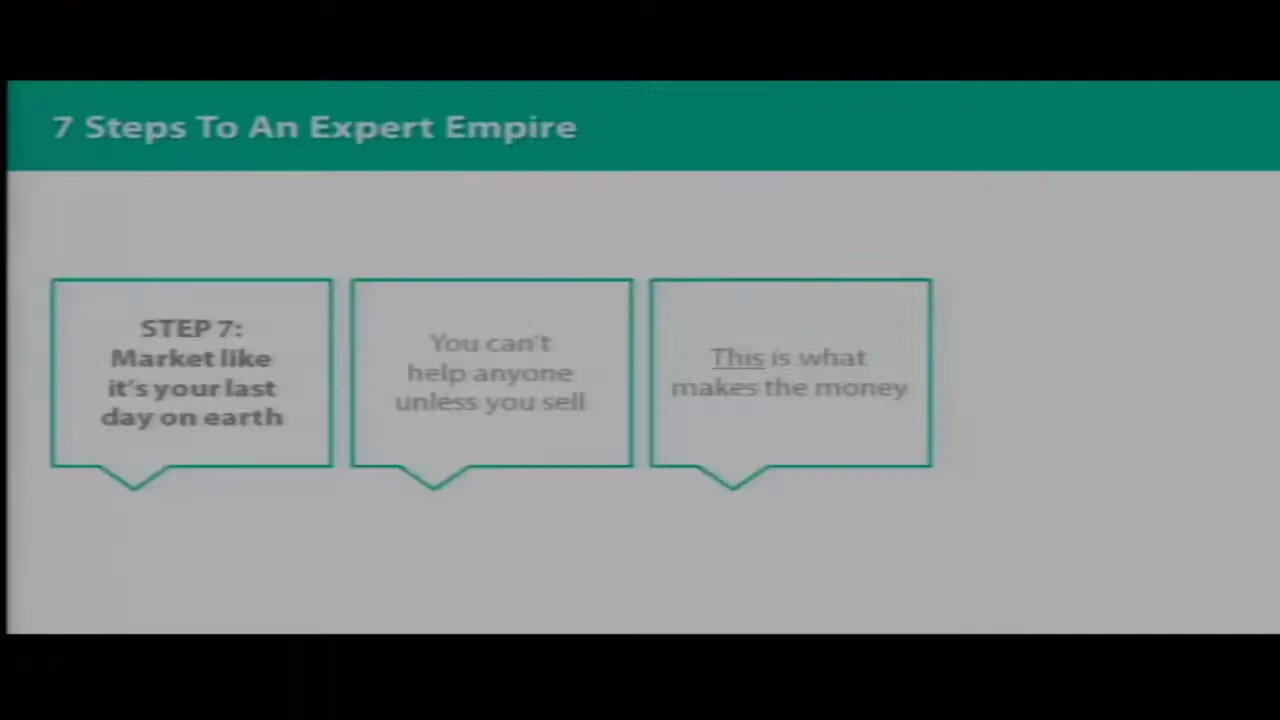 7 Steps To An Expert Empire
STEP 7:
Market like
it's your last
day on earth
You can't
help anyone
unless you sell
This is what
makes the money